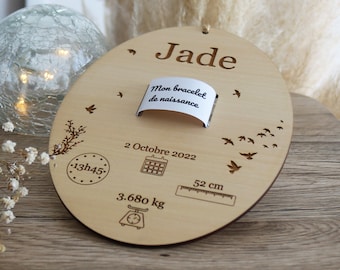 Jade
Mon bracelet
de naissance
2 Octobre 2022
13h45
52 cm
3.680 kg